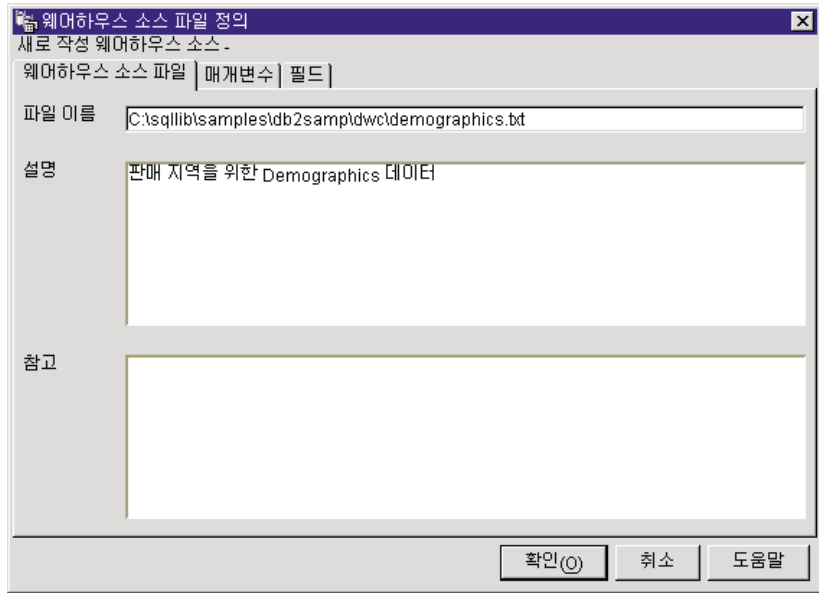 웨어하우스 소스 파일 정의
새로 작성 웨어하우스 소스 -
웨어하우스 소스 파일 매개변수 필드
파일 이름 C:\sqllib\samples\db2samp\dwc\demographics.txt
설명 판매 지역을 위한 Demographics 데이터
참고
확인(O) 취소 도움말